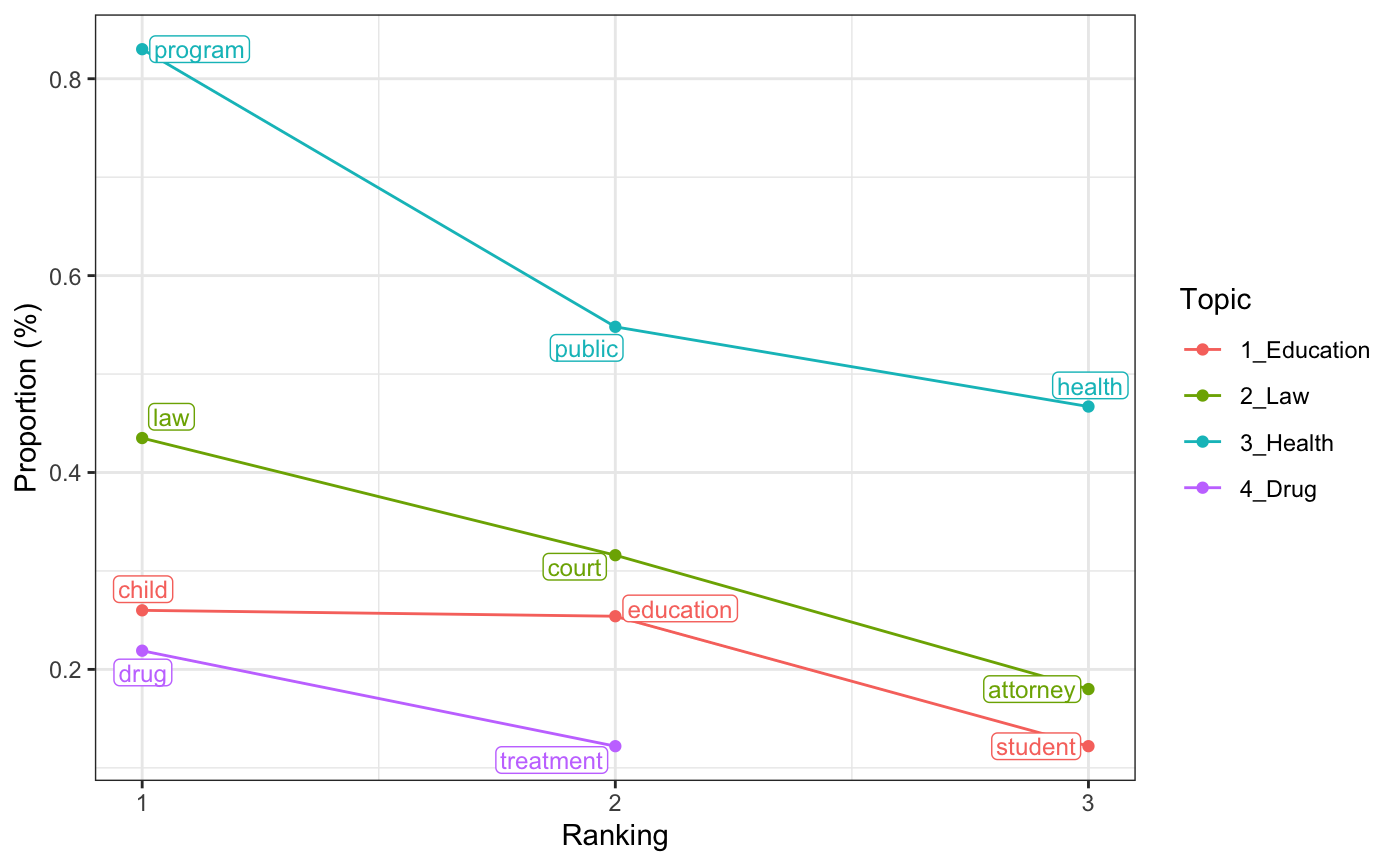 program
0.8
0.6
public
health
law
0.4
court
child
education
drug
0.2
attorney
treatment
student
1
2
3
Ranking
Proportion (%)
Topic
1_Education
2_Law
3_Health
4_Drug